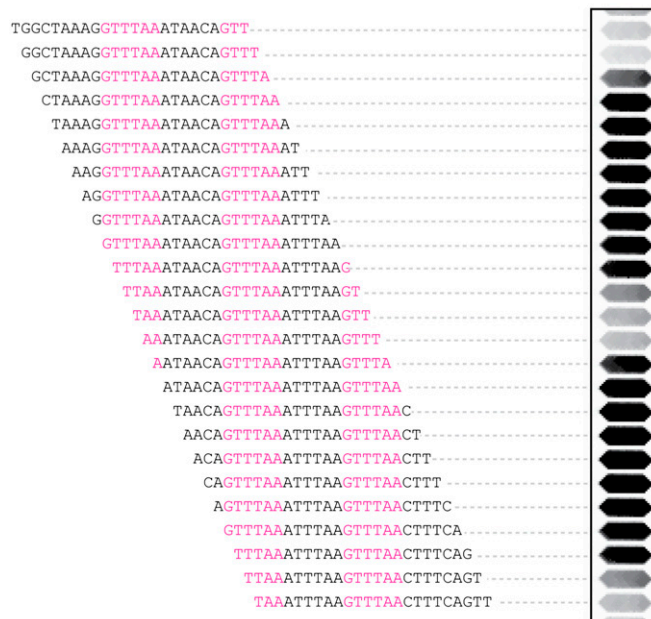 TGGCTAAAGGTTTAAATAACAGTT
GGCTAAAGGTTTAAATAACAGTTT
GCTAAAGGTTTAAATAACAGTTTA
CTAAAGGTTTAAATAACAGTTTAA
TAAAGGTTTAAATAACAGTTTAAA
AAAGGTTTAAATAACAGTTTAAAT
AAGGTTTAAATAACAGTTTAAATT
AGGTTTAAATAACAGTTTAAATTT
GGTTTAAATAACAGTTTAAATTTA
GTTTAAATAACAGTTTAAATTTAA
TTTAAATAACAGTTTAAATTTAAG
TTAAATAACAGTTTAAATTTAAGT
TAAATAACAGTTTAAATTTAAGTT
AAATAACAGTTTAAATTTAAGTTT
AATAACAGTTTAAATTTAAGTTTA
ATAACAGTTTAAATTTAAGTTTAA
TAACAGTTTAAATTTAAGTTTAAC
AACAGTTTAAATTTAAGTTTAACT
ACAGTTTAAATTTAAGTTTAACTT
CAGTTTAAATTTAAGTTTAACTTT
AGTTTAAATTTAAGTTTAACTTTC
GTTTAAATTTAAGTTTAACTTTCA
TTTAAATTTAAGTTTAACTTTCAG
TTAAATTTAAGTTTAACTTTCAGT
TAAATTTAAGTTTAACTTTCAGTT